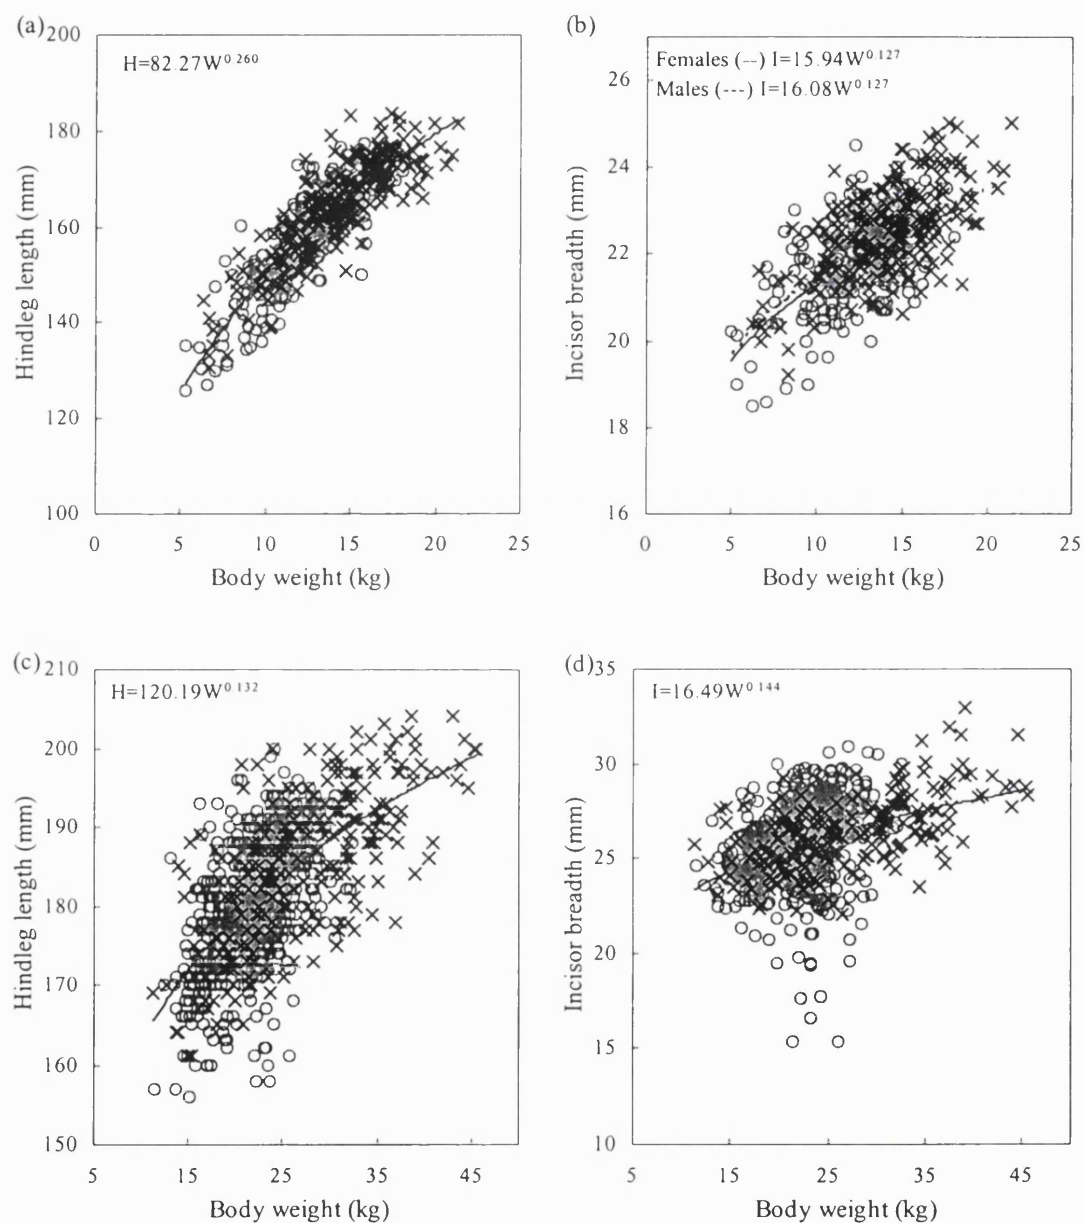 (a)
200
H=82.27W^0.260
180
160
140
120
100
Hindleg length (mm)
0 5 10 15 20 25
Body weight (kg)
(b)
Females (--) I=15.94W^0.127
Males (---) I=16.08W^0.127
26
24
22
20
18
16
Incisor breadth (mm)
0 5 10 15 20 25
Body weight (kg)
(c)
210
H=120.19W^0.132
200
190
180
170
160
150
Hindleg length (mm)
5 15 25 35 45
Body weight (kg)
(d)
35
I=16.49W^0.144
30
25
20
15
10
Incisor breadth (mm)
5 15 25 35 45
Body weight (kg)